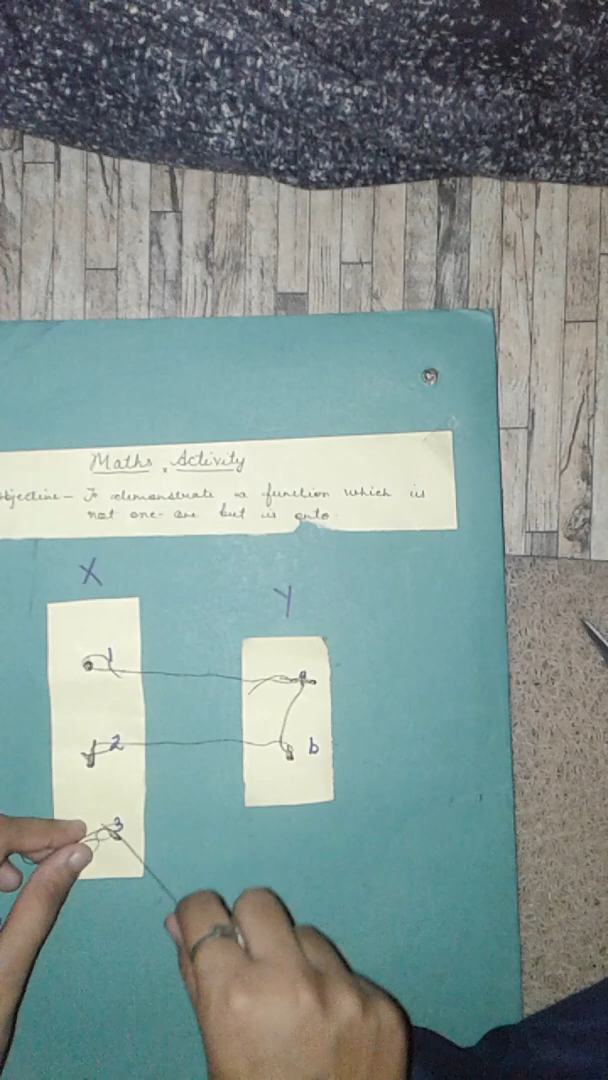 Maths Activity
objective - To demonstrate a function which is
not one-one but is onto.
X
Y
1
a
2
b
3